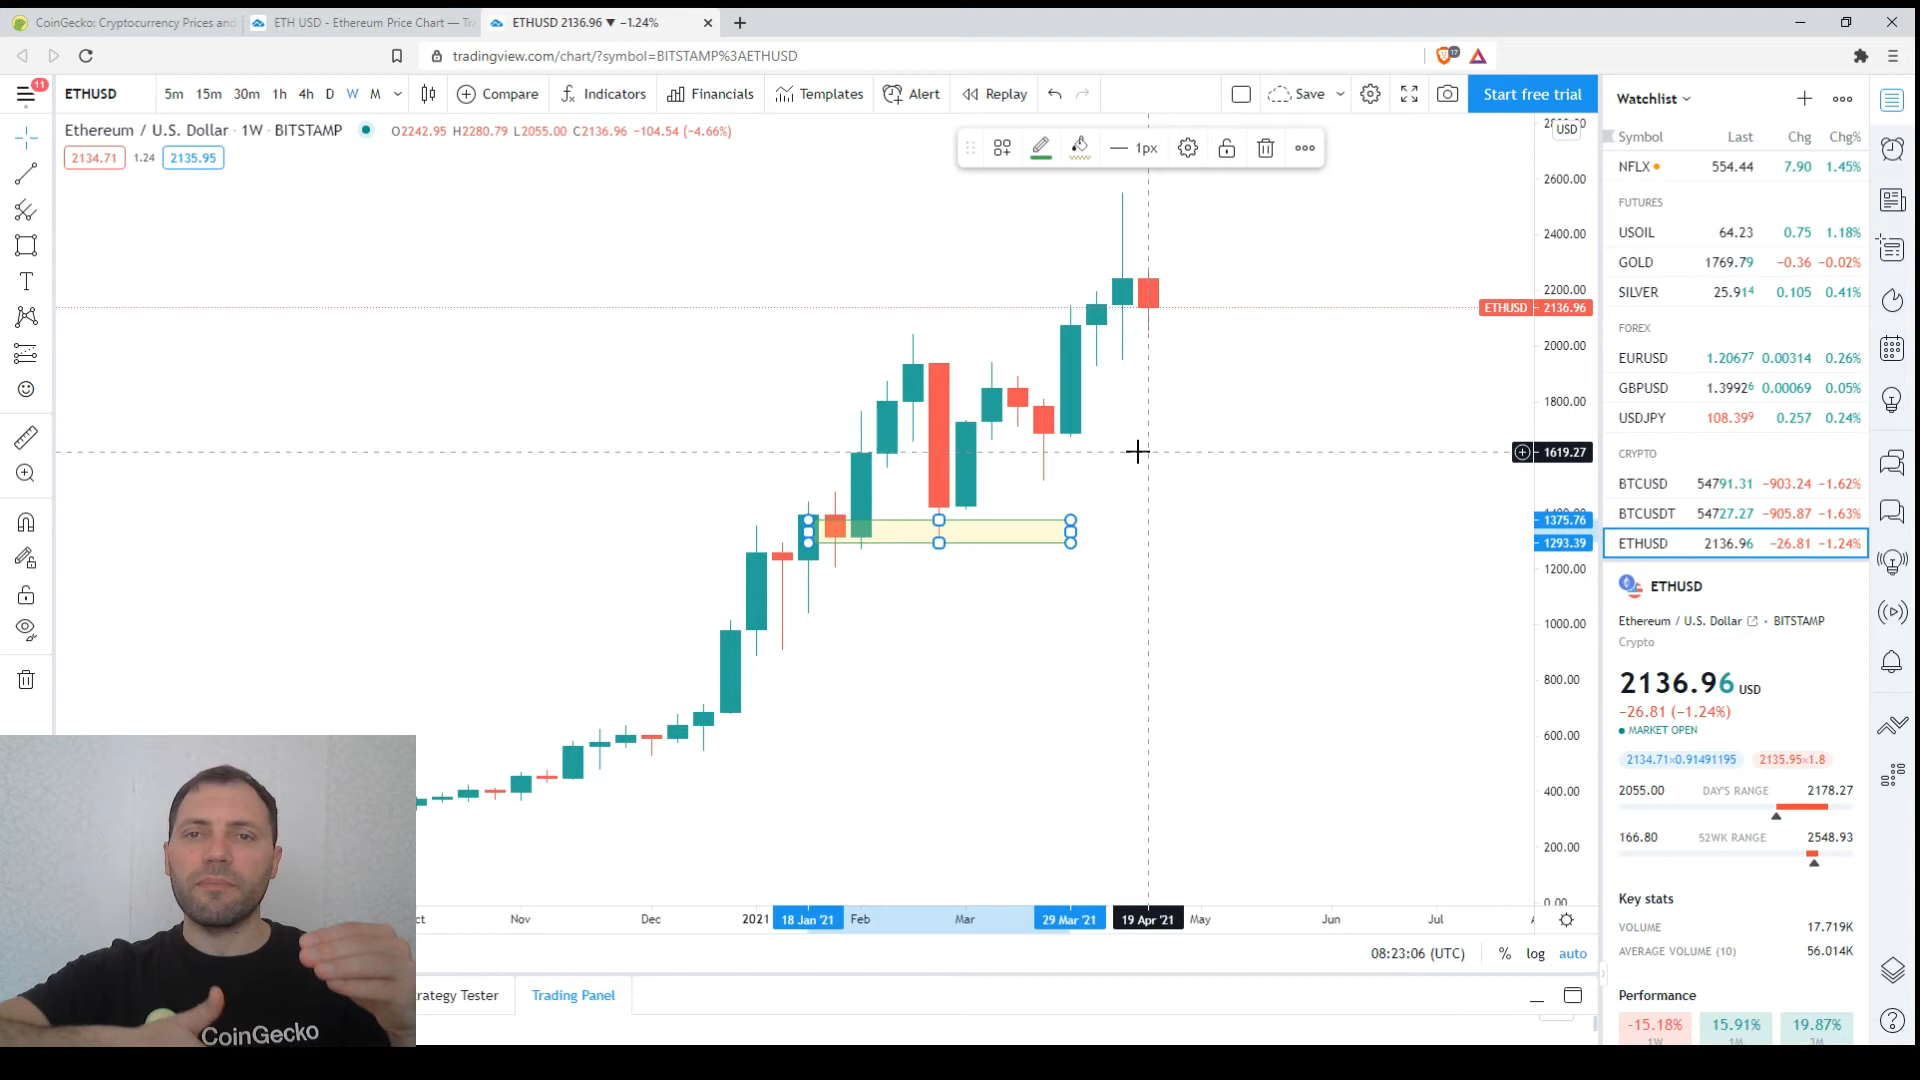 CoinGecko: Cryptocurrency Prices and
ETH USD - Ethereum Price Chart — Tr
ETHUSD 2136.96 ▼ −1.24%
tradingview.com/chart/?symbol=BITSTAMP%3AETHUSD
17
11
ETHUSD 5m 15m 30m 1h 4h D W M Compare Indicators Financials Templates Alert Replay Save Start free trial
Ethereum / U.S. Dollar · 1W · BITSTAMP O2242.95 H2280.79 L2055.00 C2136.96 −104.54 (−4.66%)
2134.71 1.24 2135.95
1px
USD
2600.00
2400.00
2200.00
ETHUSD 2136.96
2000.00
1800.00
1619.27
1375.76
1293.39
1200.00
1000.00
800.00
600.00
400.00
200.00
0.00
Nov Dec 2021 18 Jan '21 Feb Mar 29 Mar '21 19 Apr '21 May Jun Jul
08:23:06 (UTC) % log auto
rategy Tester Trading Panel
Watchlist
Symbol Last Chg Chg%
NFLX 554.44 7.90 1.45%
FUTURES
USOIL 64.23 0.75 1.18%
GOLD 1769.79 −0.36 −0.02%
SILVER 25.914 0.105 0.41%
FOREX
EURUSD 1.20677 0.00314 0.26%
GBPUSD 1.39926 0.00069 0.05%
USDJPY 108.399 0.257 0.24%
CRYPTO
BTCUSD 54791.31 −903.24 −1.62%
BTCUSDT 54727.27 −905.87 −1.63%
ETHUSD 2136.96 −26.81 −1.24%
ETHUSD
Ethereum / U.S. Dollar · BITSTAMP
Crypto
2136.96 USD
−26.81 (−1.24%)
MARKET OPEN
2134.71×0.91491195 2135.95×1.8
2055.00 DAY'S RANGE 2178.27
166.80 52WK RANGE 2548.93
Key stats
VOLUME 17.719K
AVERAGE VOLUME (10) 56.014K
Performance
-15.18% 15.91% 19.87%
1W 1M 3M
CoinGecko